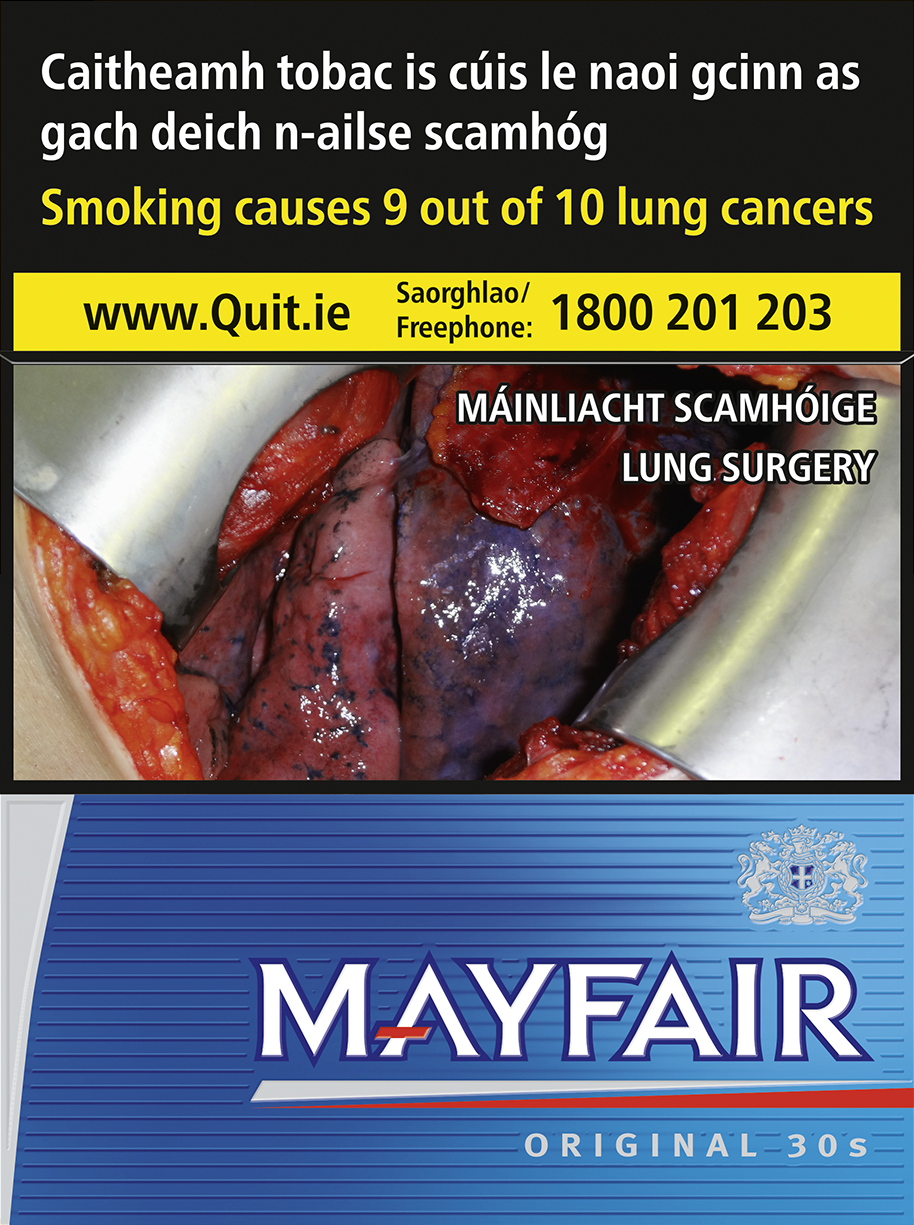 Caitheamh tobac is cúis le naoi gcinn as
gach deich n-ailse scamhóg
Smoking causes 9 out of 10 lung cancers
www.Quit.ie
Saorghlao/
Freephone:
1800 201 203
MÁINLIACHT SCAMHÓIGE
LUNG SURGERY
MAYFAIR
ORIGINAL 30s